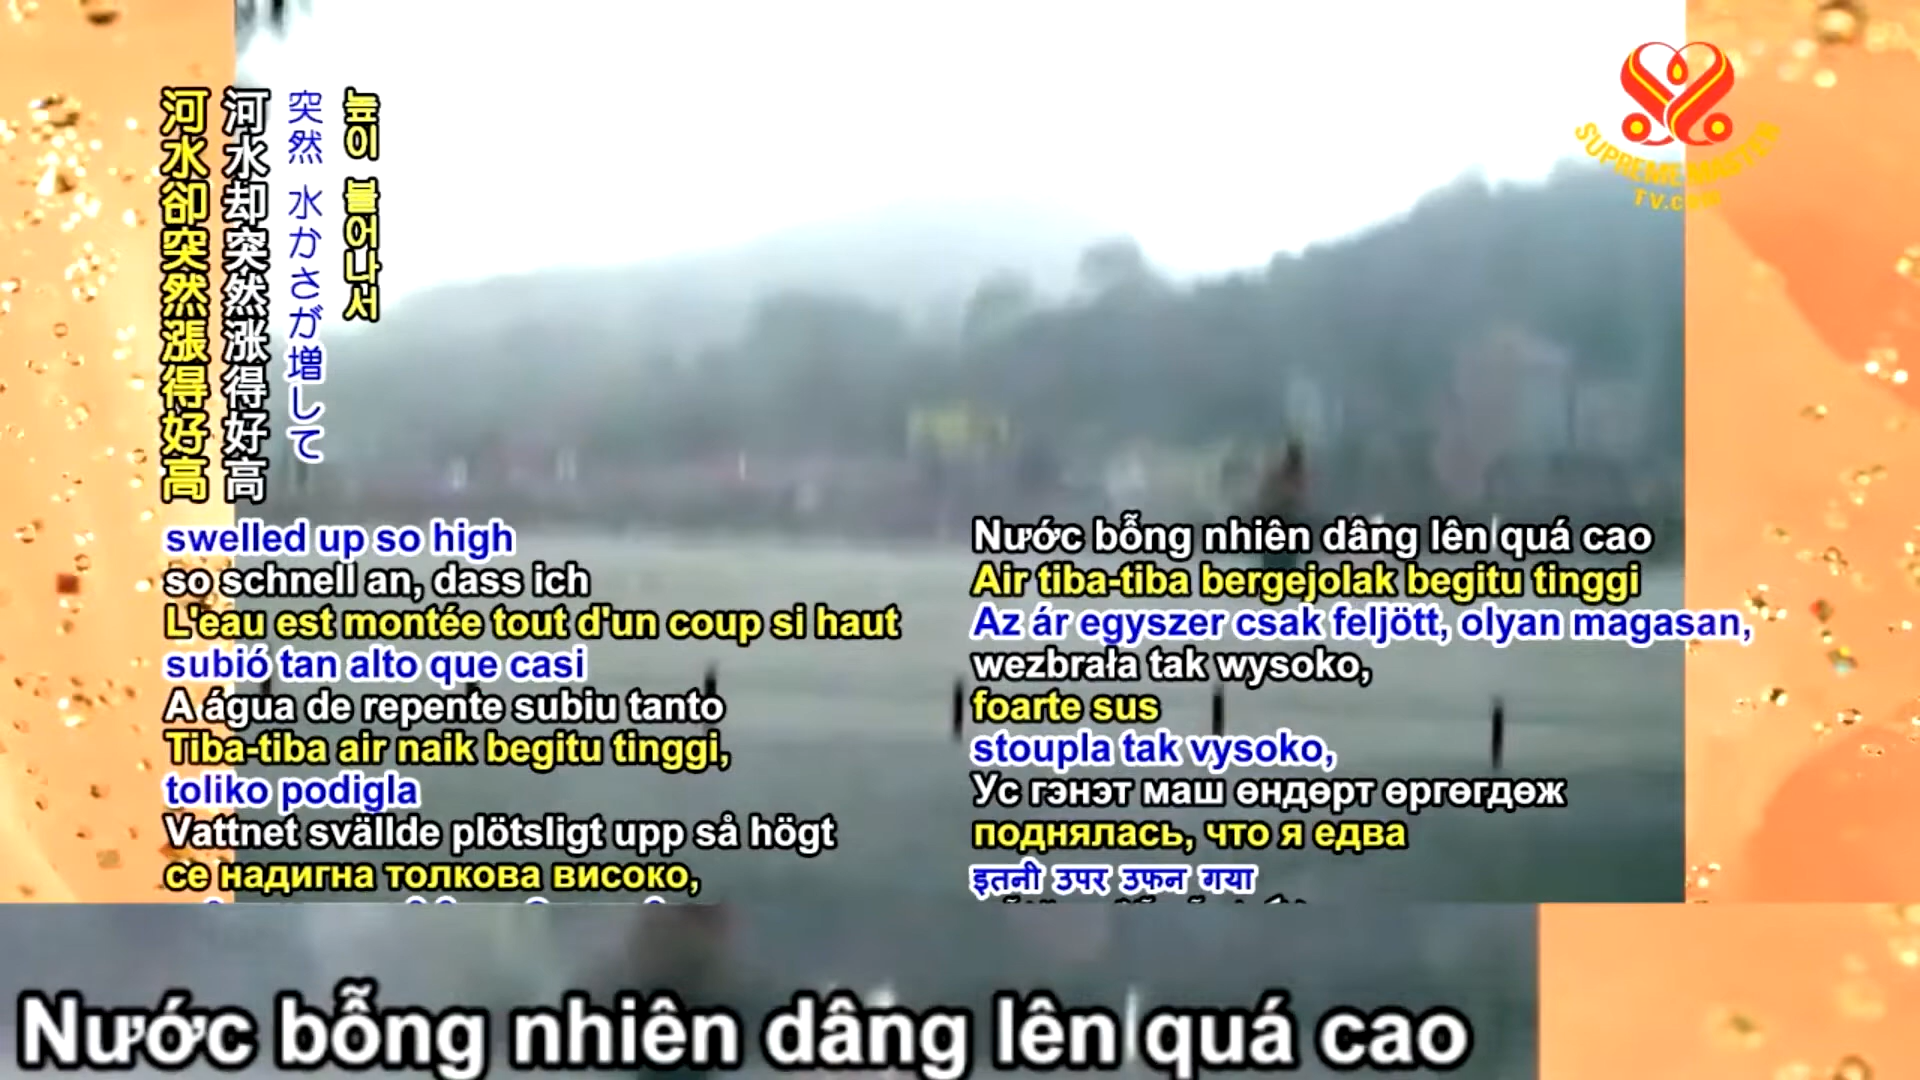 河水卻突然漲得好高
河水却突然涨得好高
突然 水かさが増して
높이 불어나서
SUPREME MASTER
TV.COM
swelled up so high
so schnell an, dass ich
L'eau est montée tout d'un coup si haut
subió tan alto que casi
A água de repente subiu tanto
Tiba-tiba air naik begitu tinggi,
toliko podigla
Vattnet svällde plötsligt upp så högt
се надигна толкова високо,
Nước bỗng nhiên dâng lên quá cao
Air tiba-tiba bergejolak begitu tinggi
Az ár egyszer csak feljött, olyan magasan,
wezbrała tak wysoko,
foarte sus
stoupla tak vysoko,
Ус гэнэт маш өндөрт өргөгдөж
поднялась, что я едва
इतनी उपर उफन गया
Nước bỗng nhiên dâng lên quá cao